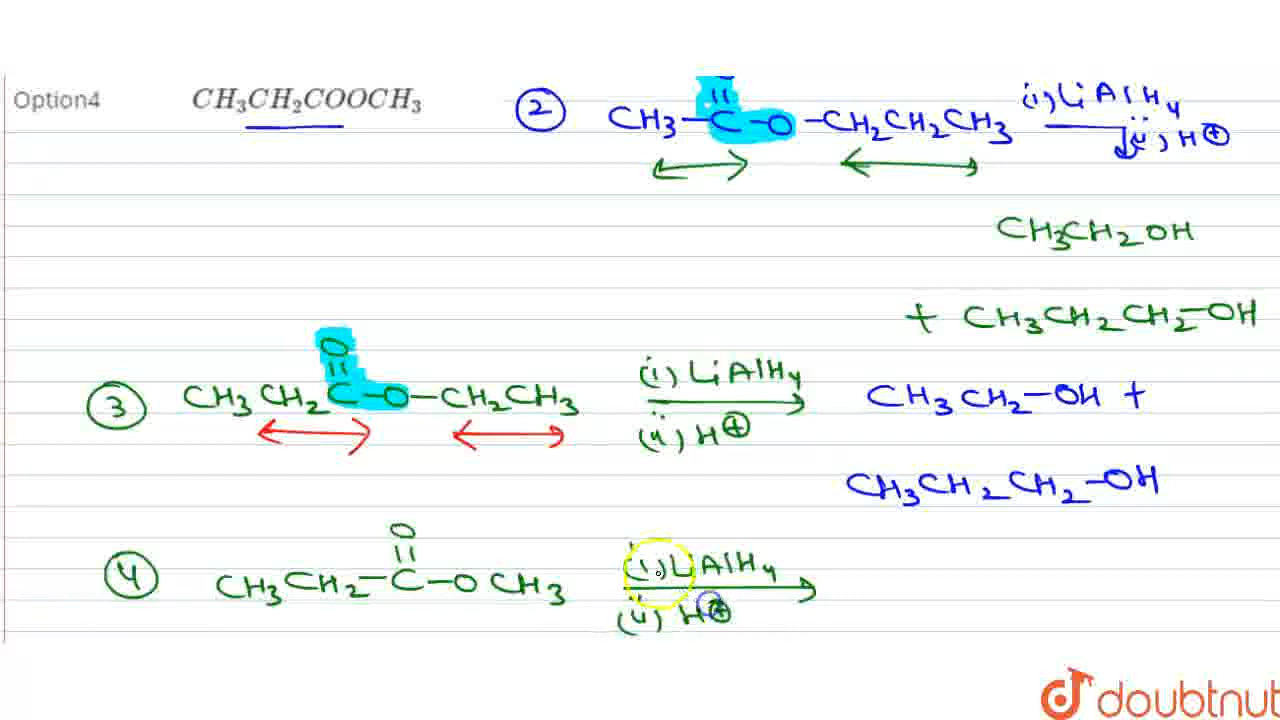 Option4 CH₃CH₂COOCH₃
② CH₃–C–O–CH₂CH₂CH₃ (i) LiAlH₄
(ii) H⊕
CH₃CH₂OH
+ CH₃CH₂CH₂–OH
O
③ CH₃CH₂C–O–CH₂CH₃ (i) LiAlH₄
(ii) H⊕
CH₃CH₂–OH +
CH₃CH₂CH₂–OH
O
④ CH₃CH₂–C–OCH₃ (i) LiAlH₄
(ii) H⊕
doubtnut